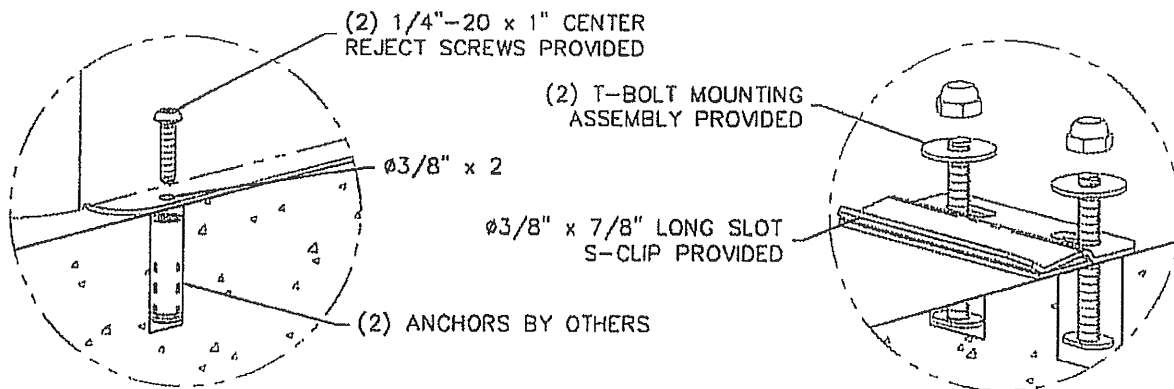 (2) 1/4"-20 x 1" CENTER
REJECT SCREWS PROVIDED
ø3/8" x 2
(2) ANCHORS BY OTHERS
(2) T-BOLT MOUNTING
ASSEMBLY PROVIDED
ø3/8" x 7/8" LONG SLOT
S-CLIP PROVIDED